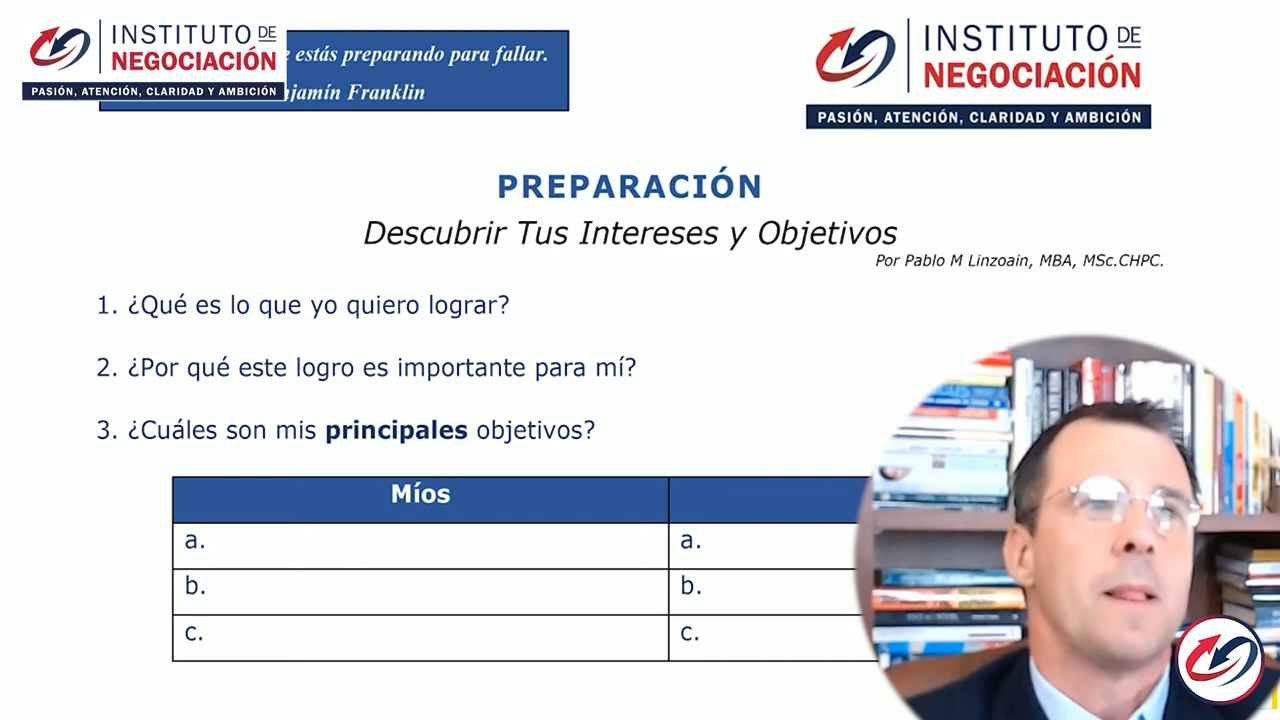 INSTITUTO DE
NEGOCIACIÓN
PASIÓN, ATENCIÓN, CLARIDAD Y AMBICIÓN
estás preparando para fallar.
Franklin
INSTITUTO DE
NEGOCIACIÓN
PASIÓN, ATENCIÓN, CLARIDAD Y AMBICIÓN
PREPARACIÓN
Descubrir Tus Intereses y Objetivos
Por Pablo M Linzoain, MBA, MSc.CHPC.
1. ¿Qué es lo que yo quiero lograr?
2. ¿Por qué este logro es importante para mí?
3. ¿Cuáles son mis principales objetivos?
Míos
a. a.
b. b.
c. c.